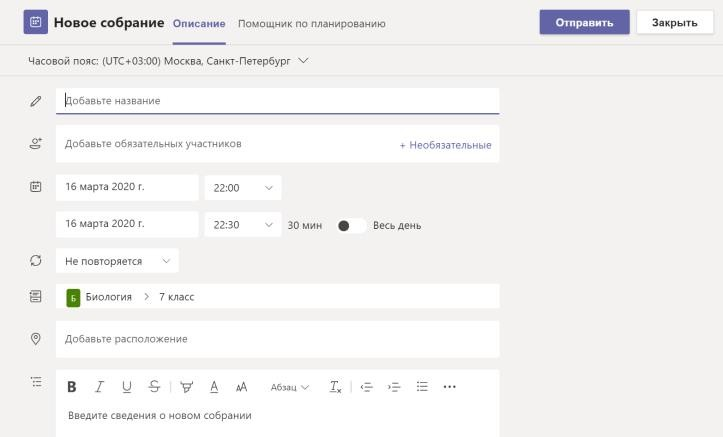 Новое собрание Описание Помощник по планированию Отправить Закрыть
Часовой пояс: (UTC+03:00) Москва, Санкт-Петербург
Добавьте название
Добавьте обязательных участников + Необязательные
16 марта 2020 г. 22:00
16 марта 2020 г. 22:30 30 мин Весь день
Не повторяется
Б Биология > 7 класс
Добавьте расположение
B I U S A AA Абзац Tx ...
Введите сведения о новом собрании